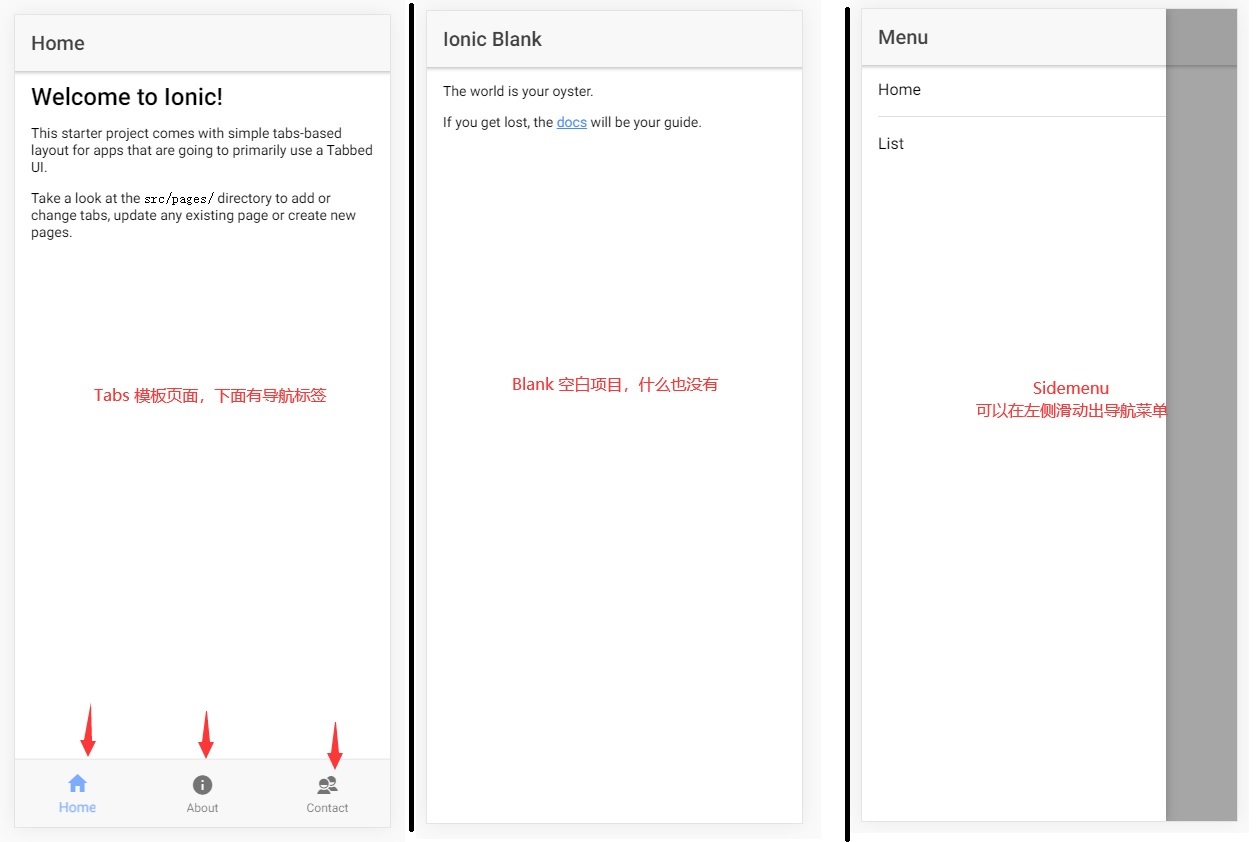 Home
Welcome to Ionic!
This starter project comes with simple tabs-based
layout for apps that are going to primarily use a Tabbed
UI.
Take a look at the src/pages/ directory to add or
change tabs, update any existing page or create new
pages.
Tabs 模板页面，下面有导航标签
Home
About
Contact
Ionic Blank
The world is your oyster.
If you get lost, the docs will be your guide.
Blank 空白项目，什么也没有
Menu
Home
List
Sidemenu
可以在左侧滑动出导航菜单